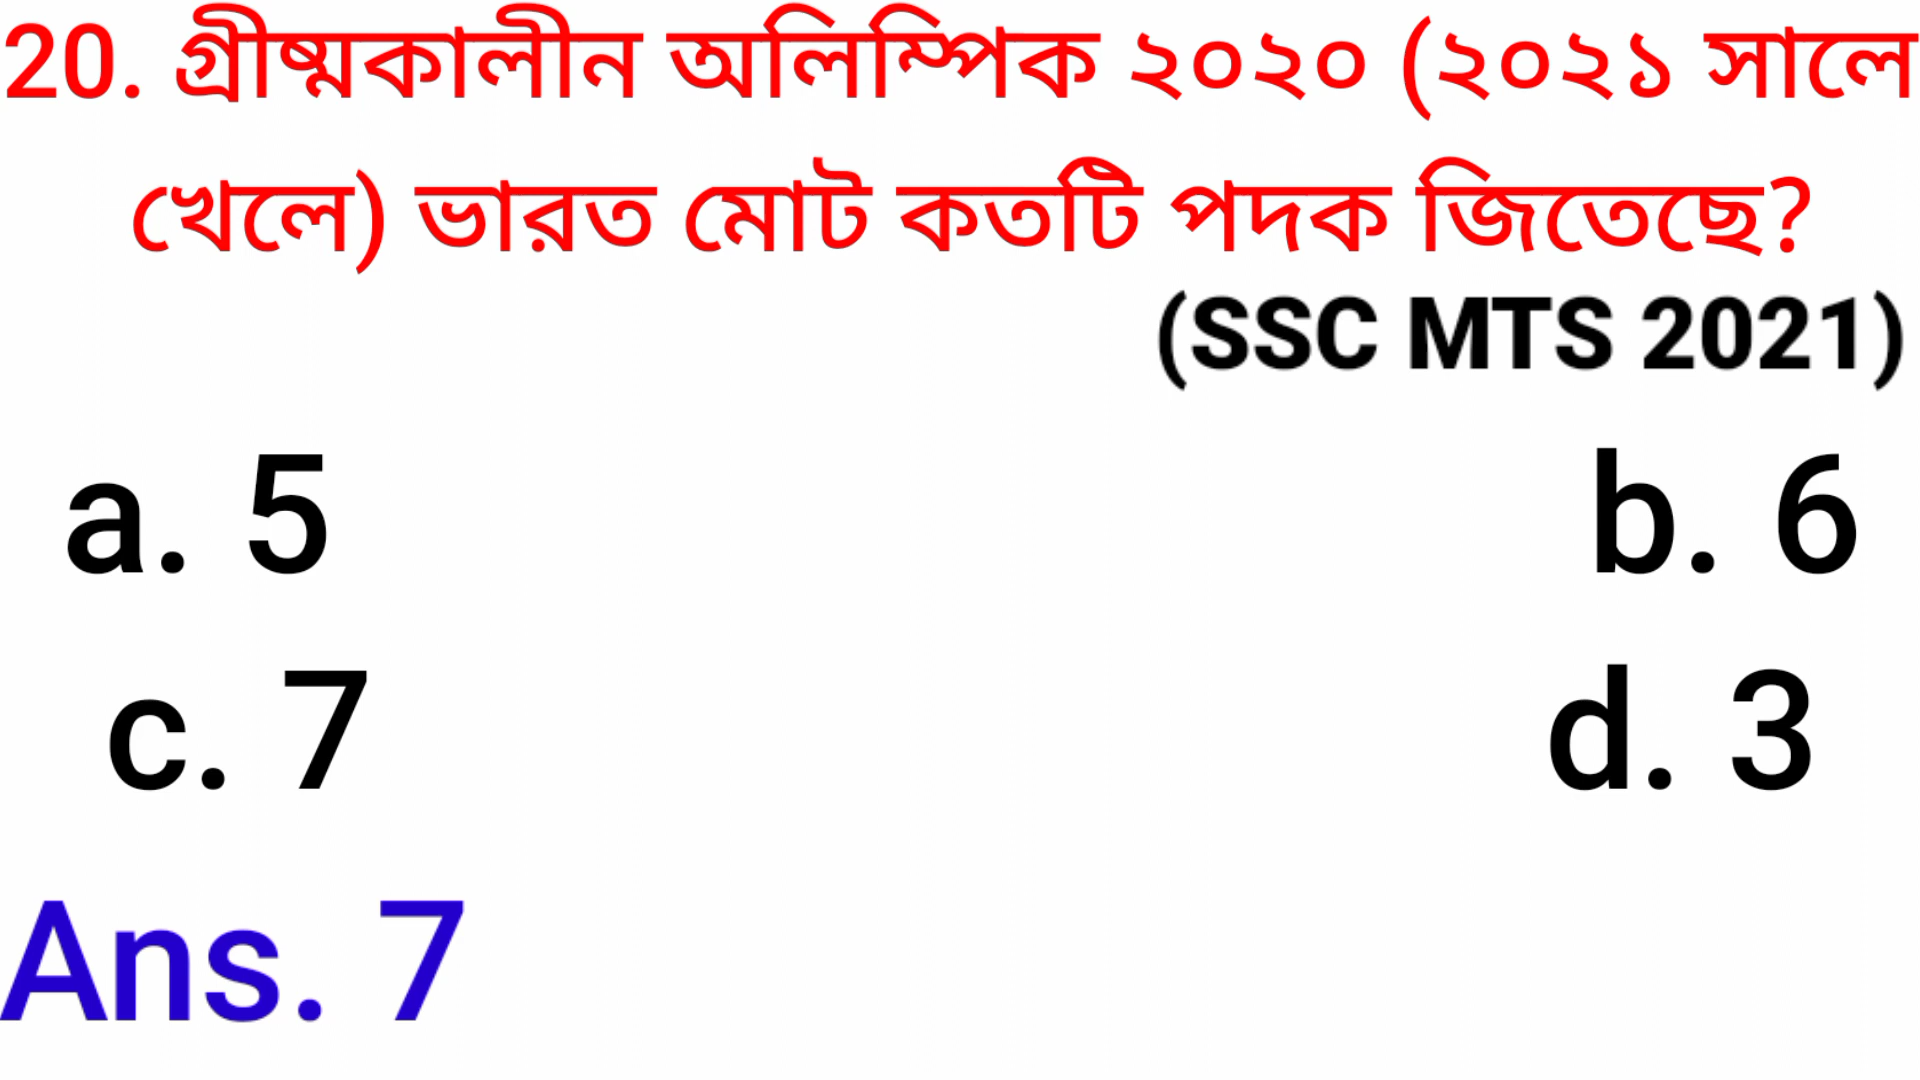 20. গ্রীষ্মকালীন অলিম্পিক ২০২০ (২০২১ সালে
খেলে) ভারত মোট কতটি পদক জিতেছে?
(SSC MTS 2021)
a. 5 b. 6
c. 7 d. 3
Ans. 7